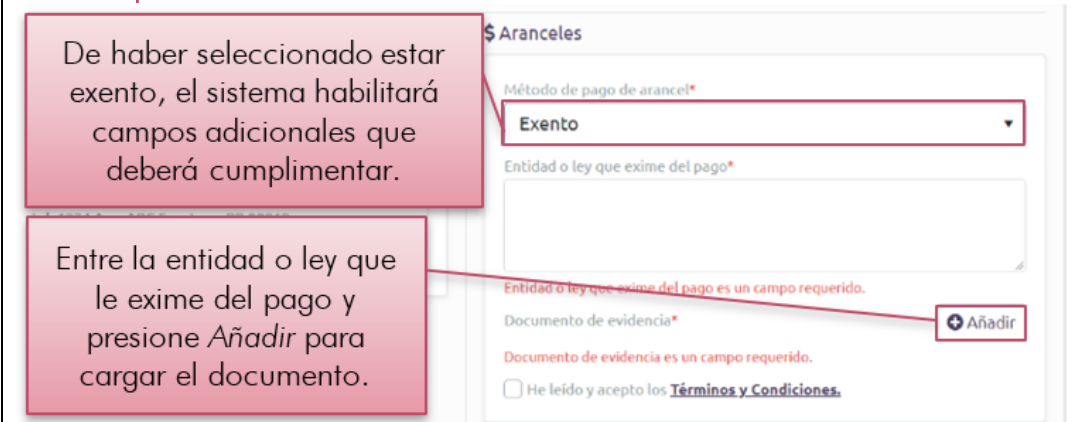 $ Aranceles
De haber seleccionado estar
exento, el sistema habilitará
campos adicionales que
deberá cumplimentar.
Método de pago de arancel*
Exento
Entidad o ley que exime del pago*
Entre la entidad o ley que
le exime del pago y
presione Añadir para
cargar el documento.
Entidad o ley que exime del pago es un campo requerido.
Documento de evidencia*
Añadir
Documento de evidencia es un campo requerido.
He leído y acepto los Términos y Condiciones.